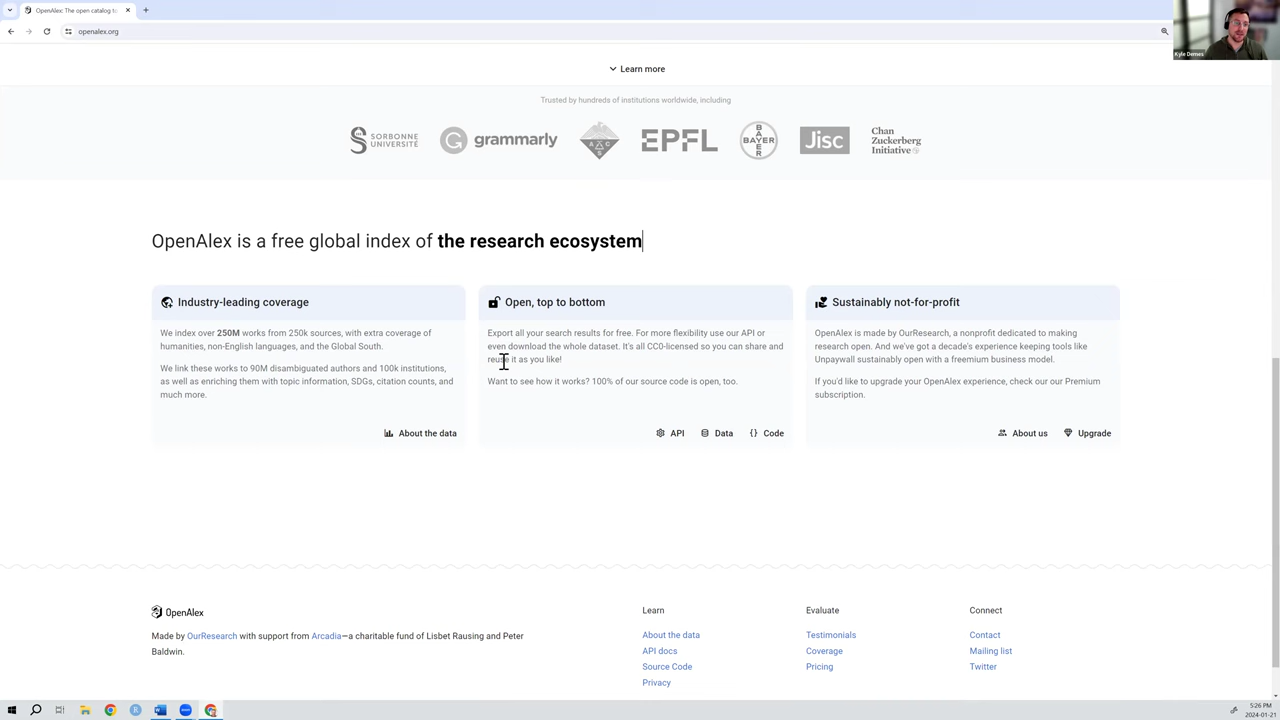 OpenAlex: The open catalog to
openalex.org
Kyle Demes
Learn more
Trusted by hundreds of institutions worldwide, including
SORBONNE
UNIVERSITÉ
grammarly
A C S
EPFL
BAYER
BAYER
Jisc
Chan
Zuckerberg
Initiative
OpenAlex is a free global index of the research ecosystem
Industry-leading coverage
We index over 250M works from 250k sources, with extra coverage of
humanities, non-English languages, and the Global South.
We link these works to 90M disambiguated authors and 100k institutions,
as well as enriching them with topic information, SDGs, citation counts, and
much more.
About the data
Open, top to bottom
Export all your search results for free. For more flexibility use our API or
even download the whole dataset. It's all CC0-licensed so you can share and
reuse it as you like!
Want to see how it works? 100% of our source code is open, too.
API
Data
Code
Sustainably not-for-profit
OpenAlex is made by OurResearch, a nonprofit dedicated to making
research open. And we've got a decade's experience keeping tools like
Unpaywall sustainably open with a freemium business model.
If you'd like to upgrade your OpenAlex experience, check our our Premium
subscription.
About us
Upgrade
OpenAlex
Made by OurResearch with support from Arcadia—a charitable fund of Lisbet Rausing and Peter
Baldwin.
Learn
About the data
API docs
Source Code
Privacy
Evaluate
Testimonials
Coverage
Pricing
Connect
Contact
Mailing list
Twitter
5:26 PM
2024-01-21